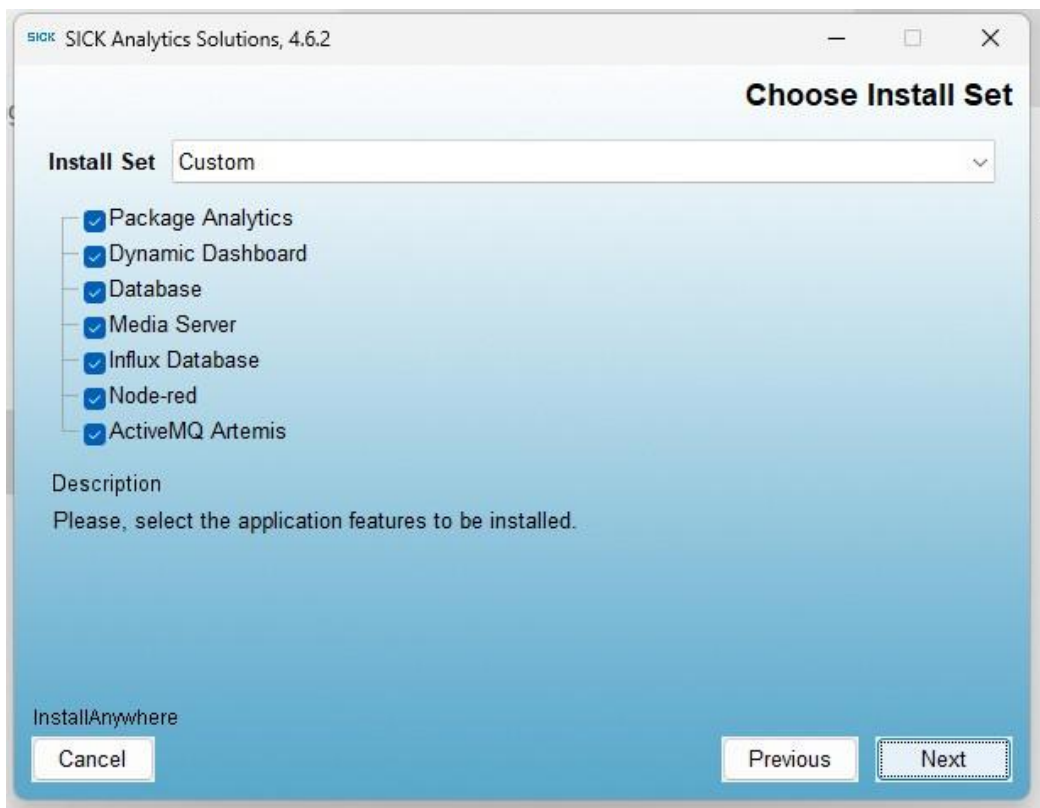 SICK SICK Analytics Solutions, 4.6.2
Choose Install Set
Install Set Custom
Package Analytics
Dynamic Dashboard
Database
Media Server
Influx Database
Node-red
ActiveMQ Artemis
Description
Please, select the application features to be installed.
InstallAnywhere
Cancel Previous Next